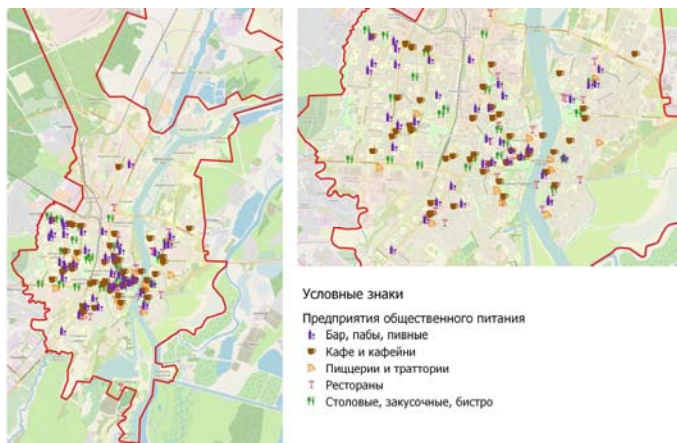 Условные знаки
Предприятия общественного питания
Бар, пабы, пивные
Кафе и кафейни
Пиццерии и траттории
Рестораны
Столовые, закусочные, бистро